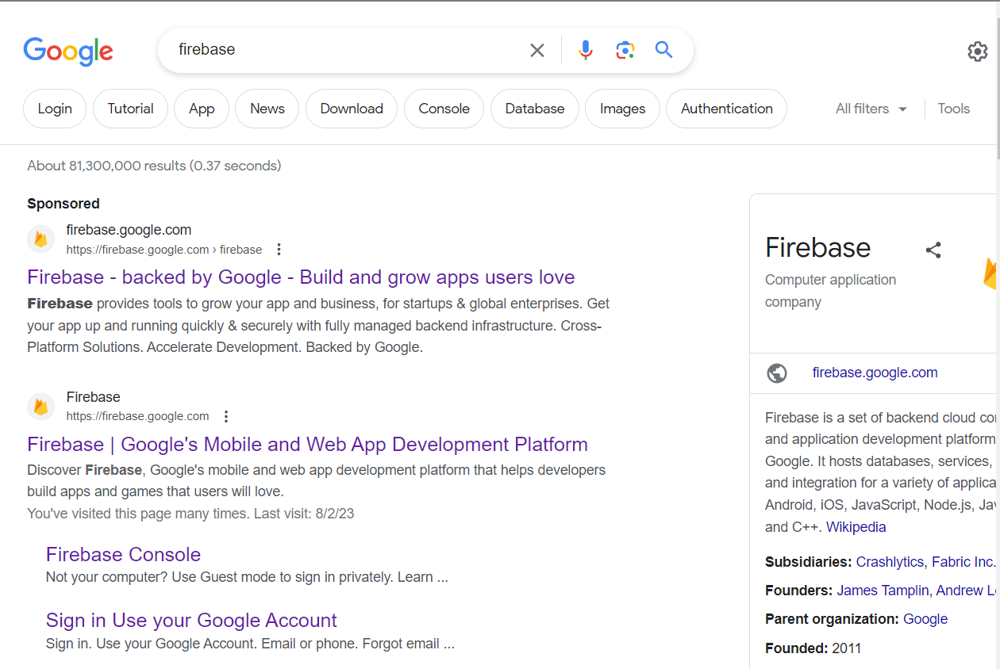 Google
firebase
Login
Tutorial
App
News
Download
Console
Database
Images
Authentication
All filters
Tools
About 81,300,000 results (0.37 seconds)
Sponsored
firebase.google.com
https://firebase.google.com › firebase
Firebase - backed by Google - Build and grow apps users love
Firebase provides tools to grow your app and business, for startups & global enterprises. Get
your app up and running quickly & securely with fully managed backend infrastructure. Cross-
Platform Solutions. Accelerate Development. Backed by Google.
Firebase
https://firebase.google.com
Firebase | Google's Mobile and Web App Development Platform
Discover Firebase, Google's mobile and web app development platform that helps developers
build apps and games that users will love.
You've visited this page many times. Last visit: 8/2/23
Firebase Console
Not your computer? Use Guest mode to sign in privately. Learn ...
Sign in Use your Google Account
Sign in. Use your Google Account. Email or phone. Forgot email ...
Firebase
Computer application
company
firebase.google.com
Firebase is a set of backend cloud
and application development platform
Google. It hosts databases, services,
and integration for a variety of
Android, iOS, JavaScript, Node.js,
and C++. Wikipedia
Subsidiaries: Crashlytics, Fabric Inc.
Founders: James Tamplin, Andrew
Parent organization: Google
Founded: 2011